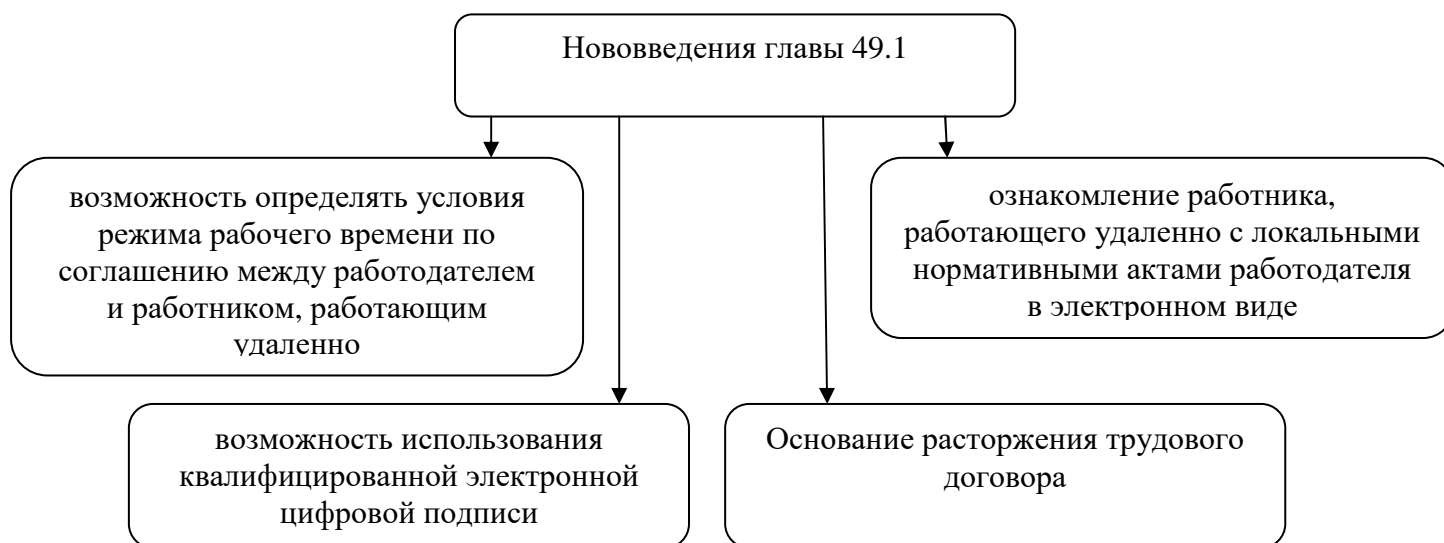 Нововведения главы 49.1
возможность определять условия
режима рабочего времени по
соглашению между работодателем
и работником, работающим
удаленно
ознакомление работника,
работающего удаленно с локальными
нормативными актами работодателя
в электронном виде
возможность использования
квалифицированной электронной
цифровой подписи
Основание расторжения трудового
договора